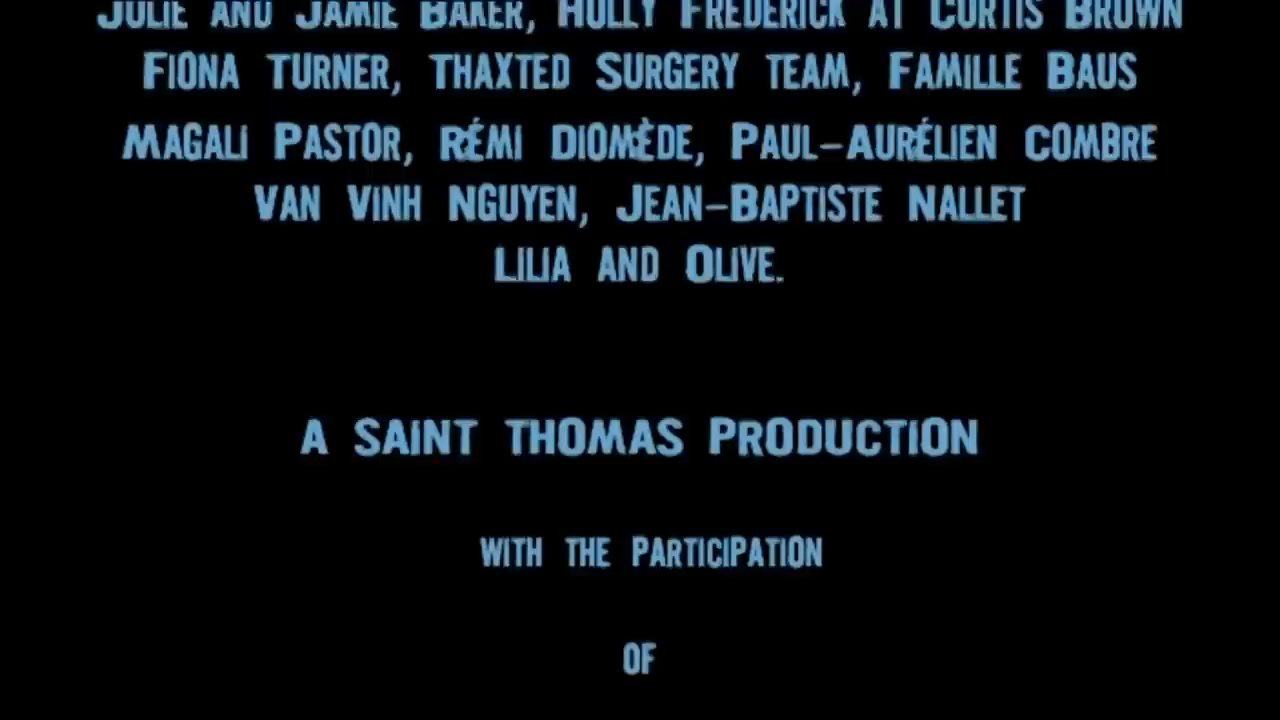 JULIE AND JAMIE BAKER, HOLLY FREDERICK AT CURTIS BROWN
FIONA TURNER, THAXTED SURGERY TEAM, FAMILLE BAUS
MAGALI PASTOR, RÉMI DIOMÈDE, PAUL-AURÉLIEN COMBRE
VAN VINH NGUYEN, JEAN-BAPTISTE NALLET
LILIA AND OLIVE.
A SAINT THOMAS PRODUCTION
WITH THE PARTICIPATION
OF